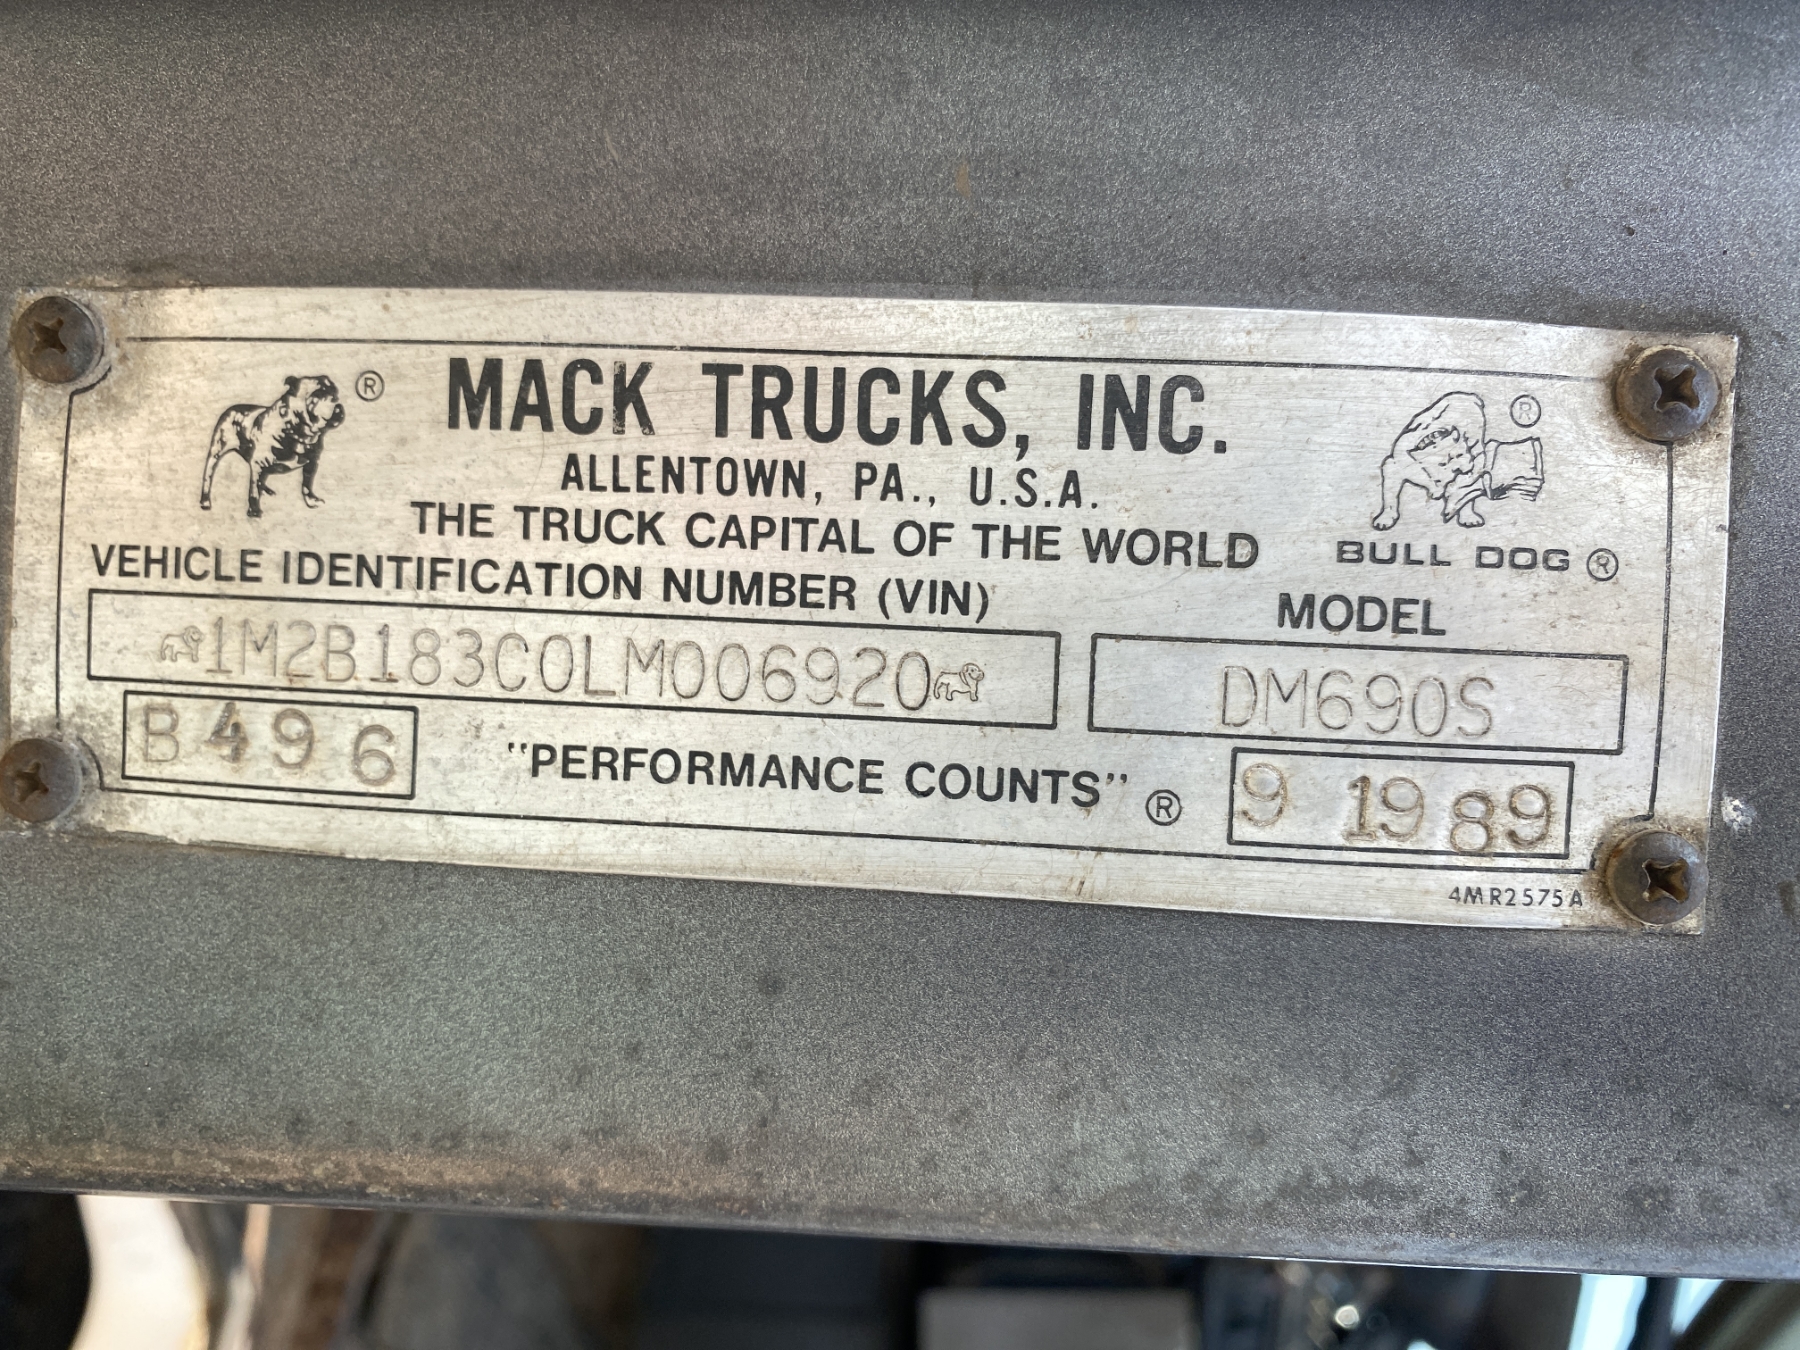 ®
MACK TRUCKS, INC.
®
ALLENTOWN, PA., U.S.A.
THE TRUCK CAPITAL OF THE WORLD
BULL DOG ®
VEHICLE IDENTIFICATION NUMBER (VIN)
MODEL
1M2B183C0LM006920
DM690S
B 496
"PERFORMANCE COUNTS" ®
9 1989
4MR2575A